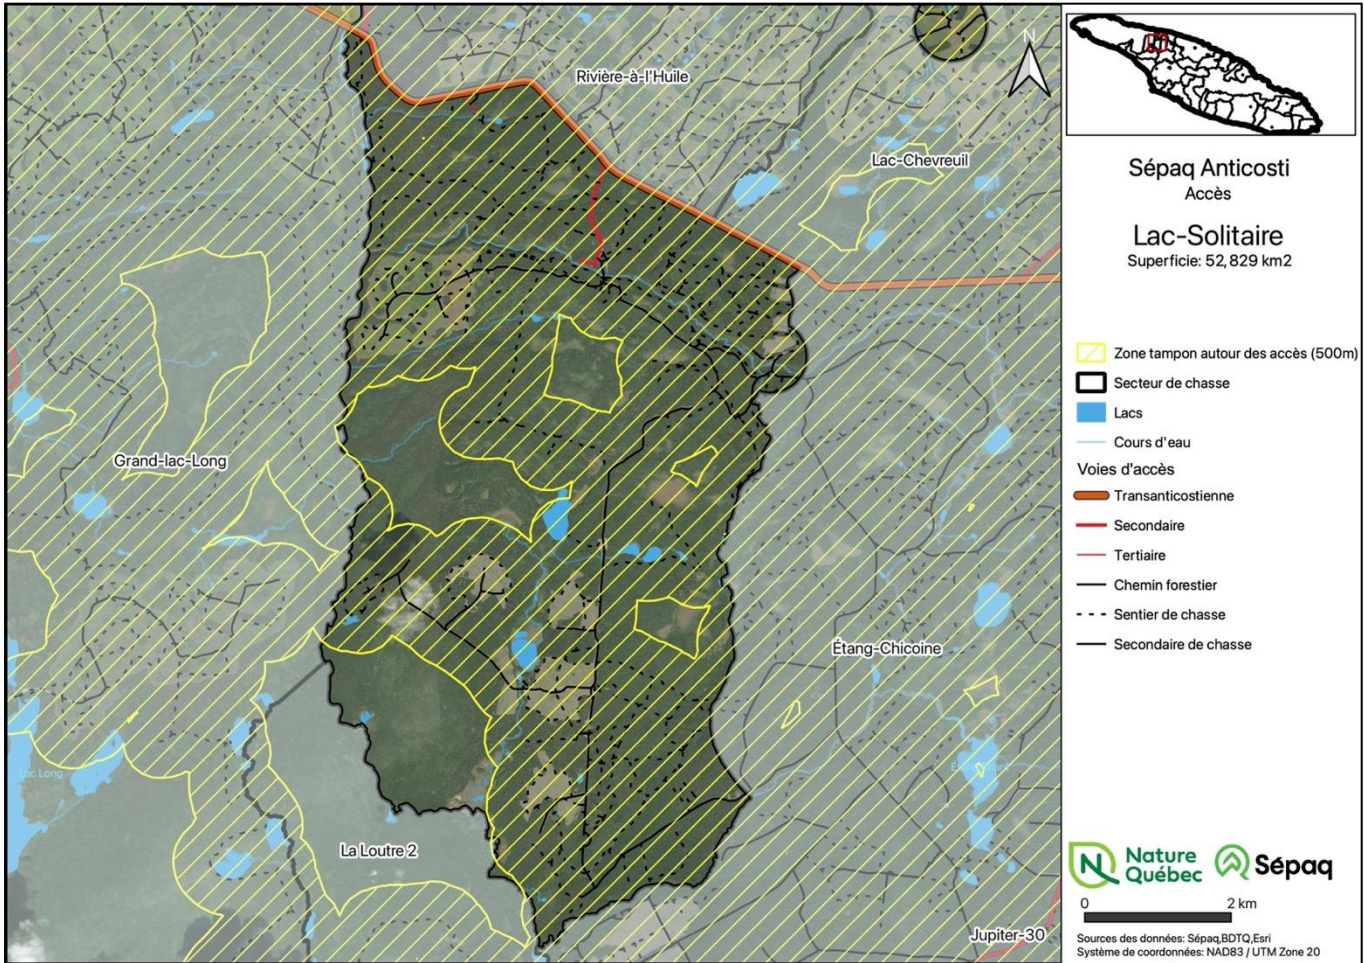 N
Rivière-à-l'Huile
Lac-Chevreuil
Grand-lac-Long
Étang-Chicoine
Lac Long
La Loutre 2
Jupiter-30
Sépaq Anticosti
Accès
Lac-Solitaire
Superficie: 52,829 km2
Zone tampon autour des accès (500m)
Secteur de chasse
Lacs
Cours d'eau
Voies d'accès
Transanticostienne
Secondaire
Tertiaire
Chemin forestier
Sentier de chasse
Secondaire de chasse
Nature
Québec
Sépaq
0 2 km
Sources des données: Sépaq,BDTQ,Esri
Système de coordonnées: NAD83 / UTM Zone 20